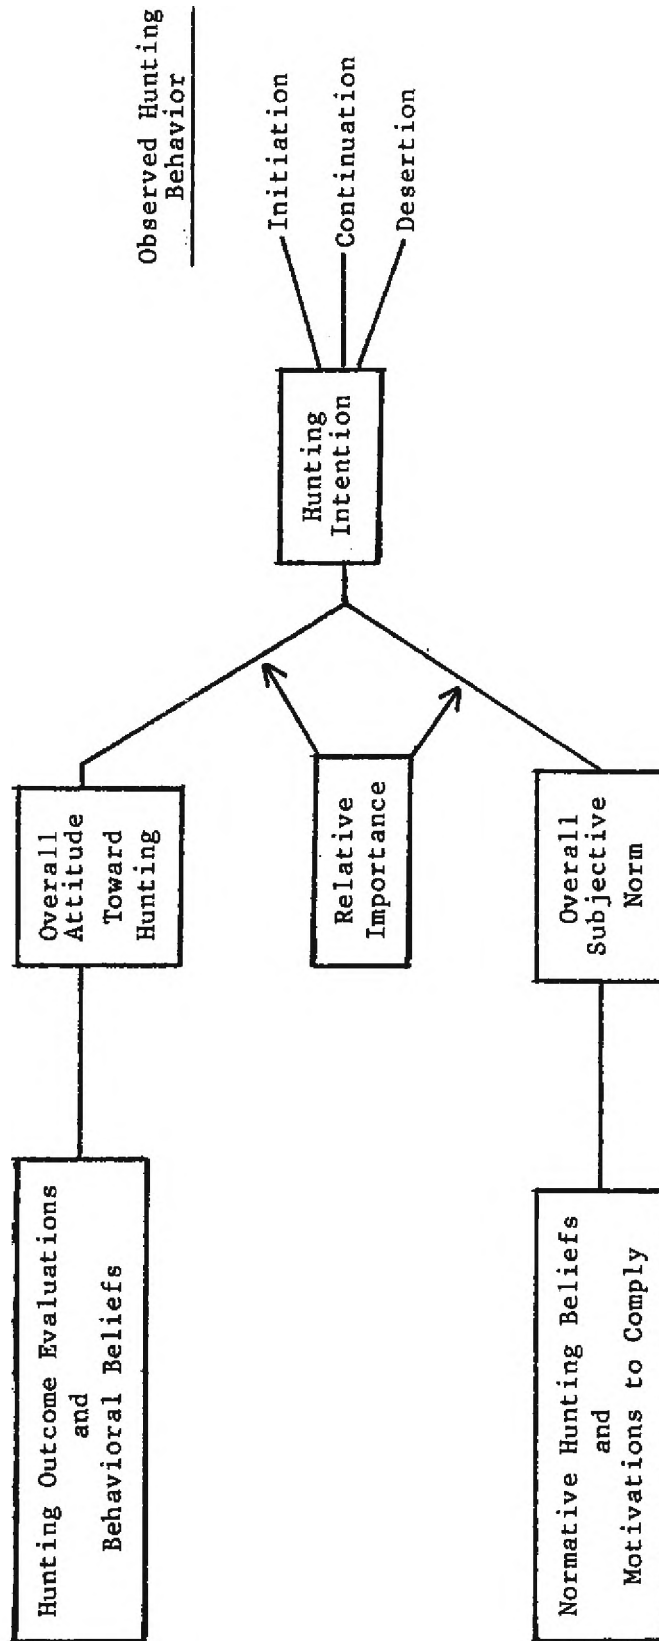 Hunting Outcome Evaluations
and
Behavioral Beliefs
Overall
Attitude
Toward
Hunting
Relative
Importance
Normative Hunting Beliefs
and
Motivations to Comply
Overall
Subjective
Norm
Hunting
Intention
Observed Hunting
Behavior
Initiation
Continuation
Desertion